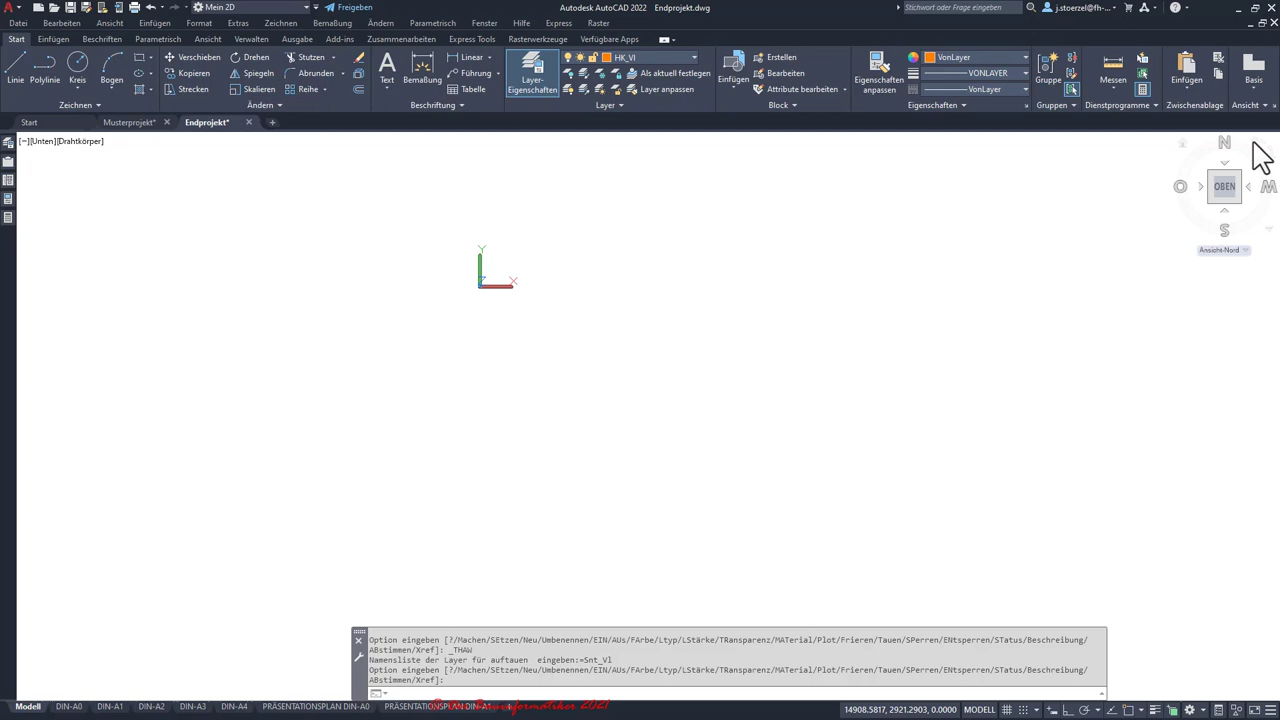 Mein 2D
Freigeben
Autodesk AutoCAD 2022 Endprojekt.dwg
Stichwort oder Frage eingeben
j.stoerzel@fh-...
Datei Bearbeiten Ansicht Einfügen Format Extras Zeichnen Bemaßung Ändern Parametrisch Fenster Hilfe Express Raster
Start Einfügen Beschriften Parametrisch Ansicht Verwalten Ausgabe Add-ins Zusammenarbeiten Express Tools Rasterwerkzeuge Verfügbare Apps
Linie Polylinie Kreis Bogen
Verschieben Drehen Stutzen
Kopieren Spiegeln Abrunden
Strecken Skalieren Reihe
Text Bemaßung
Linear
Führung
Tabelle
Layer-
Eigenschaften
HK_VI
Als aktuell festlegen
Layer anpassen
Einfügen
Erstellen
Bearbeiten
Attribute bearbeiten
Eigenschaften
anpassen
VonLayer
VONLAYER
VonLayer
Gruppe
Messen
Einfügen
Basis
Zeichnen Ändern Beschriftung Layer Block Eigenschaften Gruppen Dienstprogramme Zwischenablage Ansicht
Start Musterprojekt* Endprojekt*
[−][Unten][Drahtkörper]
N
O OBEN W
S
Ansicht-Nord
Y
Z X
Option eingeben [?/Machen/SEtzen/Neu/Umbenennen/EIN/AUs/FArbe/Ltyp/LStärke/TRansparenz/MATerial/Plot/Frieren/Tauen/SPerren/ENtsperren/STatus/Beschreibung/
ABstimmen/Xref]: _THAW
Namensliste der Layer für auftauen eingeben:=Snt_Vl
Option eingeben [?/Machen/SEtzen/Neu/Umbenennen/EIN/AUs/FArbe/Ltyp/LStärke/TRansparenz/MATerial/Plot/Frieren/Tauen/SPerren/ENtsperren/STatus/Beschreibung/
ABstimmen/Xref]:
Modell DIN-A0 DIN-A1 DIN-A2 DIN-A3 DIN-A4 PRÄSENTATIONSPLAN DIN-A0 PRÄSENTATIONSPLAN DIN-A1
14908.5817, 29212.2903, 0.0000 MODELL